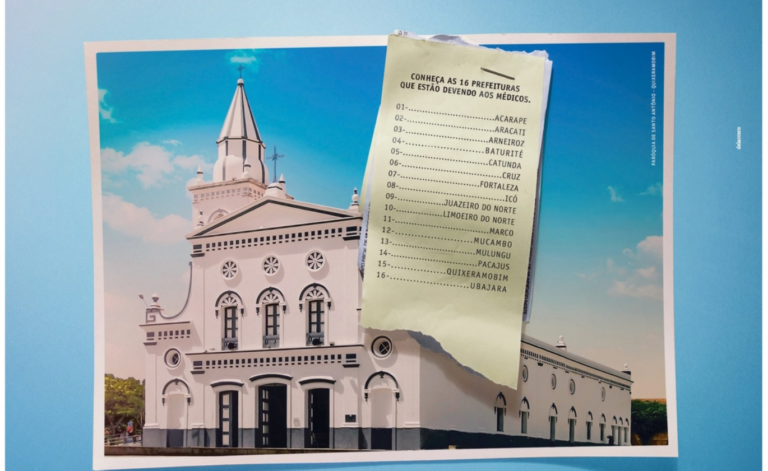 CONHEÇA AS 16 PREFEITURAS
QUE ESTÃO DEVENDO AOS MÉDICOS.
01-..........................ACARAPE
02-..........................ARACATI
03-..........................ARNEIROZ
04-........................BATURITÉ
05-.........................CATUNDA
06-..............................CRUZ
07-.......................FORTALEZA
08-................................ICÓ
09-..............JUAZEIRO DO NORTE
10-..............LIMOEIRO DO NORTE
11-............................MARCO
12-........................MUCAMBO
13-........................MULUNGU
14-.........................PACAJUS
15-................QUIXERAMOBIM
16-.......................UBAJARA
PARÓQUIA DE SANTO ANTÔNIO - QUIXERAMOBIM